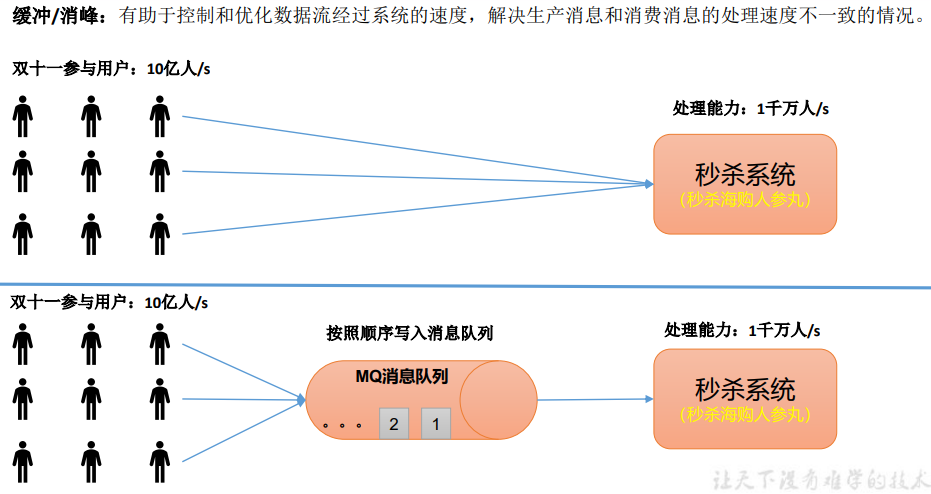 缓冲/消峰：有助于控制和优化数据流经过系统的速度，解决生产消息和消费消息的处理速度不一致的情况。
双十一参与用户：10亿人/s
处理能力：1千万人/s
秒杀系统
（秒杀海购人参丸）
双十一参与用户：10亿人/s
按照顺序写入消息队列
处理能力：1千万人/s
MQ消息队列
。。。 2 1
秒杀系统
（秒杀海购人参丸）
让天下没有难学的技术